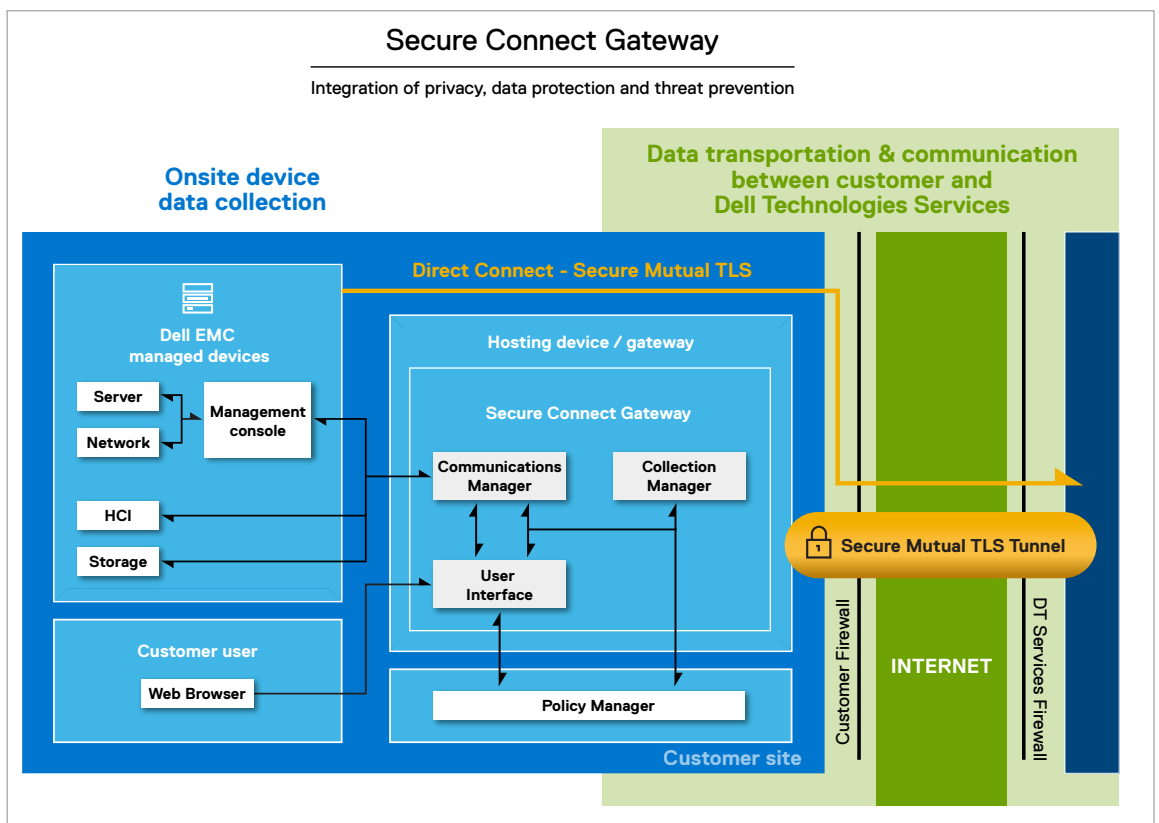 Secure Connect Gateway
Integration of privacy, data protection and threat prevention
Onsite device
data collection
Data transportation & communication
between customer and
Dell Technologies Services
Direct Connect - Secure Mutual TLS
Dell EMC
managed devices
Server
Network
Management
console
HCI
Storage
Hosting device / gateway
Secure Connect Gateway
Communications
Manager
Collection
Manager
User
Interface
Customer user
Web Browser
Policy Manager
Customer site
1
Secure Mutual TLS Tunnel
Customer Firewall
INTERNET
DT Services Firewall